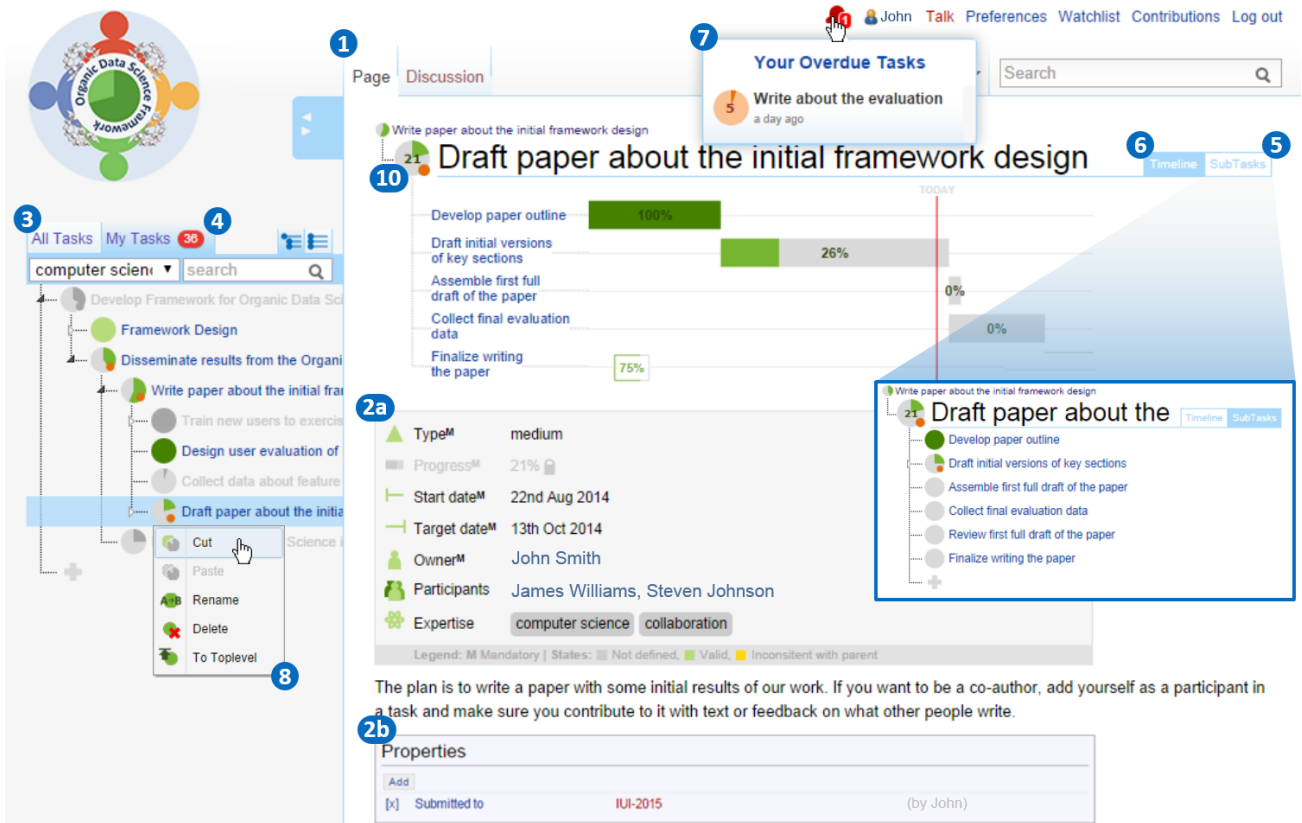 1 John Talk Preferences Watchlist Contributions Log out
Organic Data Science
Framework
1
7
Page Discussion
Your Overdue Tasks
5 Write about the evaluation
a day ago
Search
Write paper about the initial framework design
21 Draft paper about the initial framework design
10
6
Timeline SubTasks
5
TODAY
Develop paper outline 100%
Draft initial versions
of key sections
26%
Assemble first full
draft of the paper
0%
Collect final evaluation
data
0%
Finalize writing
the paper
75%
3
4
All Tasks My Tasks 36
computer scien search
Develop Framework for Organic Data Sci
Framework Design
Disseminate results from the Organi
Write paper about the initial fra
Train new users to exercis
Design user evaluation of
Collect data about feature
Draft paper about the initia
Science i
Cut
Paste
A B Rename
Delete
To Toplevel
8
2a
Typeᴹ medium
Progressᴹ 21%
Start dateᴹ 22nd Aug 2014
Target dateᴹ 13th Oct 2014
Ownerᴹ John Smith
Participants James Williams, Steven Johnson
Expertise computer science collaboration
Legend: M Mandatory | States: Not defined, Valid, Inconsitent with parent
Write paper about the initial framework design
21 Draft paper about the Timeline SubTasks
Develop paper outline
Draft initial versions of key sections
Assemble first full draft of the paper
Collect final evaluation data
Review first full draft of the paper
Finalize writing the paper
The plan is to write a paper with some initial results of our work. If you want to be a co-author, add yourself as a participant in
a task and make sure you contribute to it with text or feedback on what other people write.
2b
Properties
Add
[x] Submitted to IUI-2015 (by John)